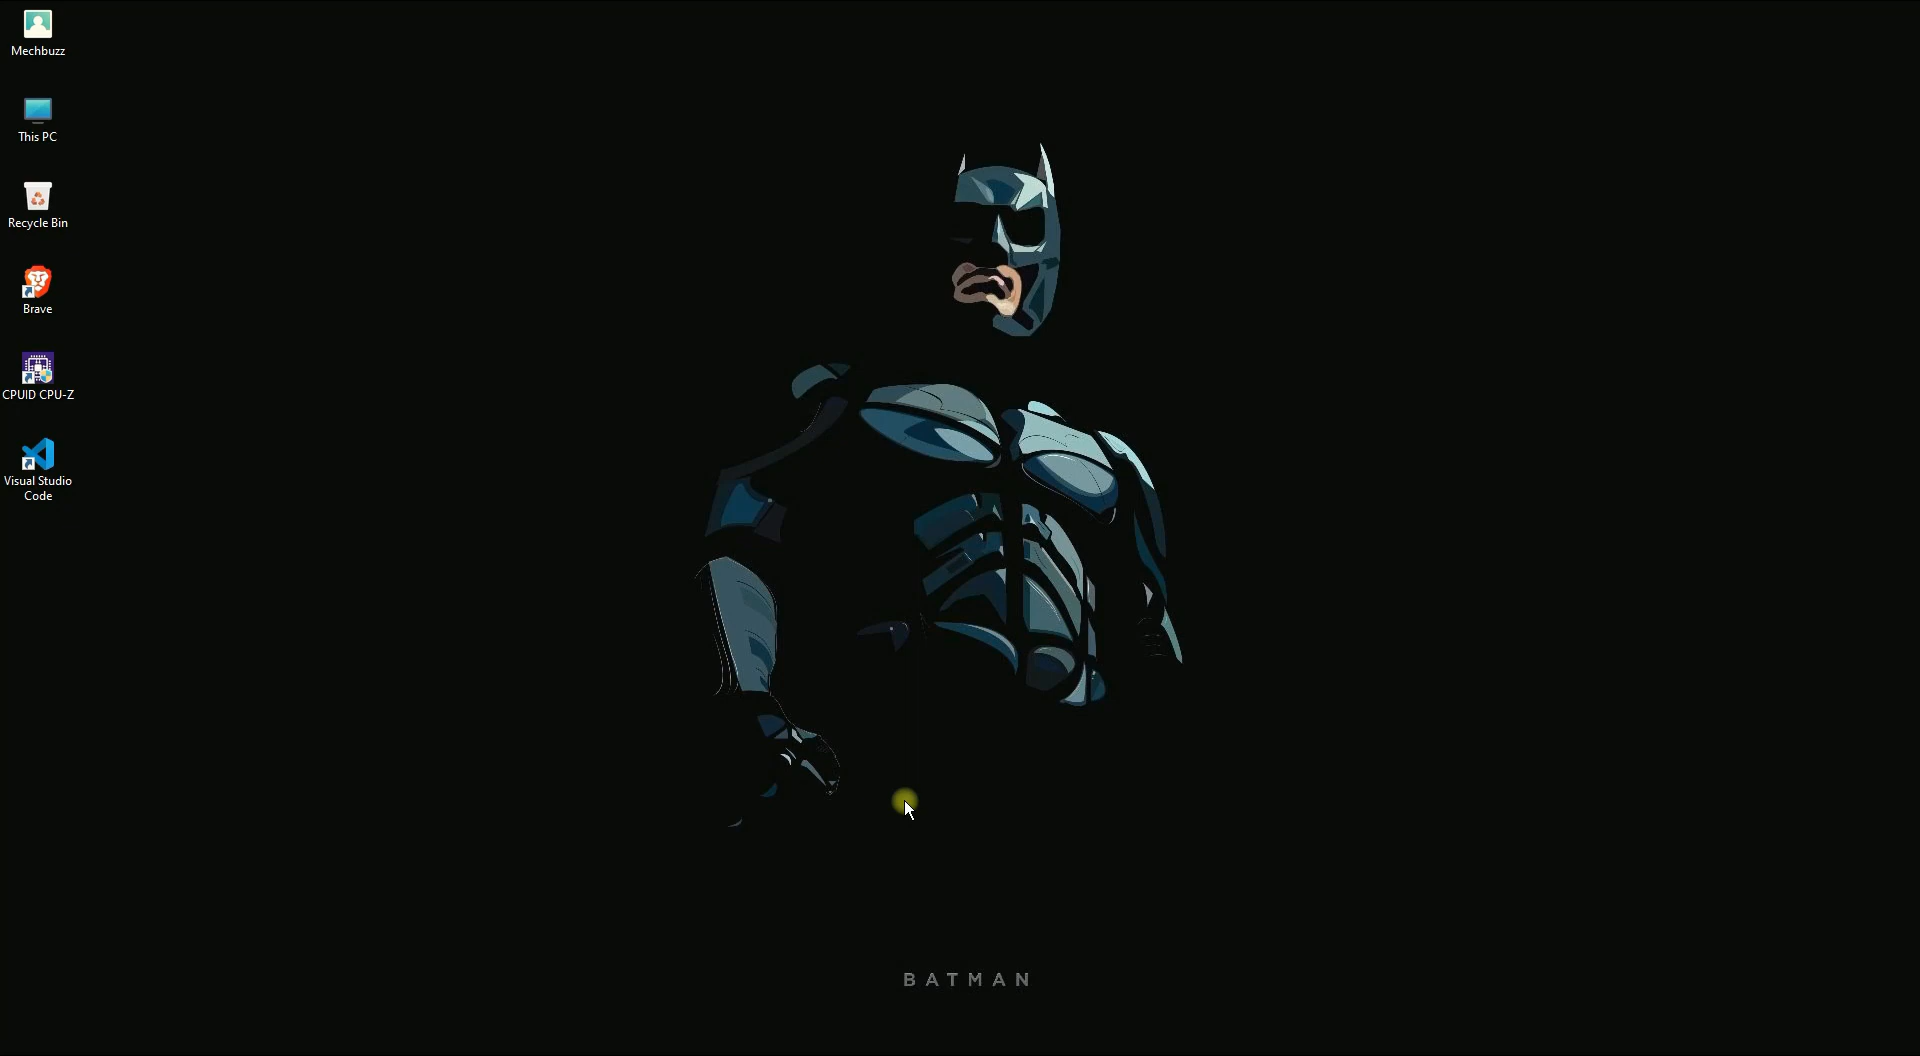 Mechbuzz
This PC
Recycle Bin
Brave
CPUID CPU-Z
Visual Studio
Code
BATMAN